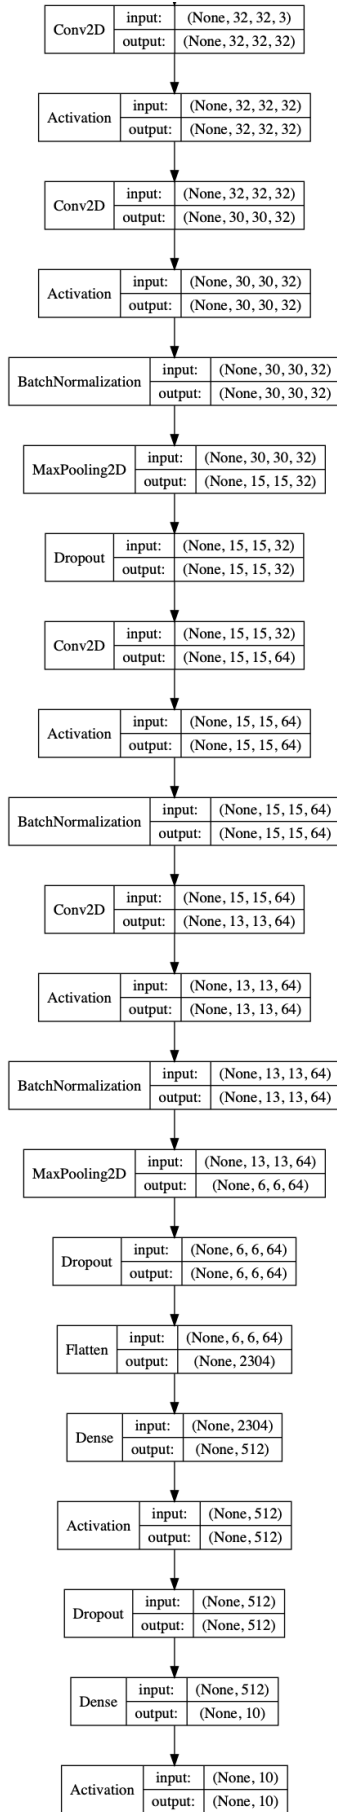 Conv2D input: (None, 32, 32, 3)
output: (None, 32, 32, 32)
Activation input: (None, 32, 32, 32)
output: (None, 32, 32, 32)
Conv2D input: (None, 32, 32, 32)
output: (None, 30, 30, 32)
Activation input: (None, 30, 30, 32)
output: (None, 30, 30, 32)
BatchNormalization input: (None, 30, 30, 32)
output: (None, 30, 30, 32)
MaxPooling2D input: (None, 30, 30, 32)
output: (None, 15, 15, 32)
Dropout input: (None, 15, 15, 32)
output: (None, 15, 15, 32)
Conv2D input: (None, 15, 15, 32)
output: (None, 15, 15, 64)
Activation input: (None, 15, 15, 64)
output: (None, 15, 15, 64)
BatchNormalization input: (None, 15, 15, 64)
output: (None, 15, 15, 64)
Conv2D input: (None, 15, 15, 64)
output: (None, 13, 13, 64)
Activation input: (None, 13, 13, 64)
output: (None, 13, 13, 64)
BatchNormalization input: (None, 13, 13, 64)
output: (None, 13, 13, 64)
MaxPooling2D input: (None, 13, 13, 64)
output: (None, 6, 6, 64)
Dropout input: (None, 6, 6, 64)
output: (None, 6, 6, 64)
Flatten input: (None, 6, 6, 64)
output: (None, 2304)
Dense input: (None, 2304)
output: (None, 512)
Activation input: (None, 512)
output: (None, 512)
Dropout input: (None, 512)
output: (None, 512)
Dense input: (None, 512)
output: (None, 10)
Activation input: (None, 10)
output: (None, 10)